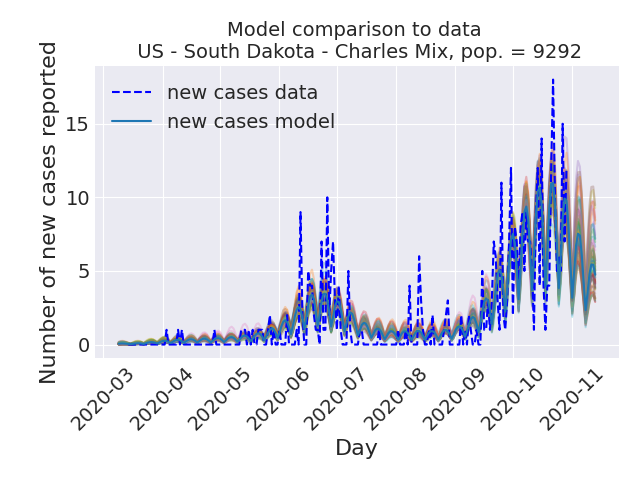 Model comparison to data
US - South Dakota - Charles Mix, pop. = 9292
Number of new cases reported
new cases data
new cases model
15
10
5
0
2020-03
2020-04
2020-05
2020-06
2020-07
2020-08
2020-09
2020-10
2020-11
Day